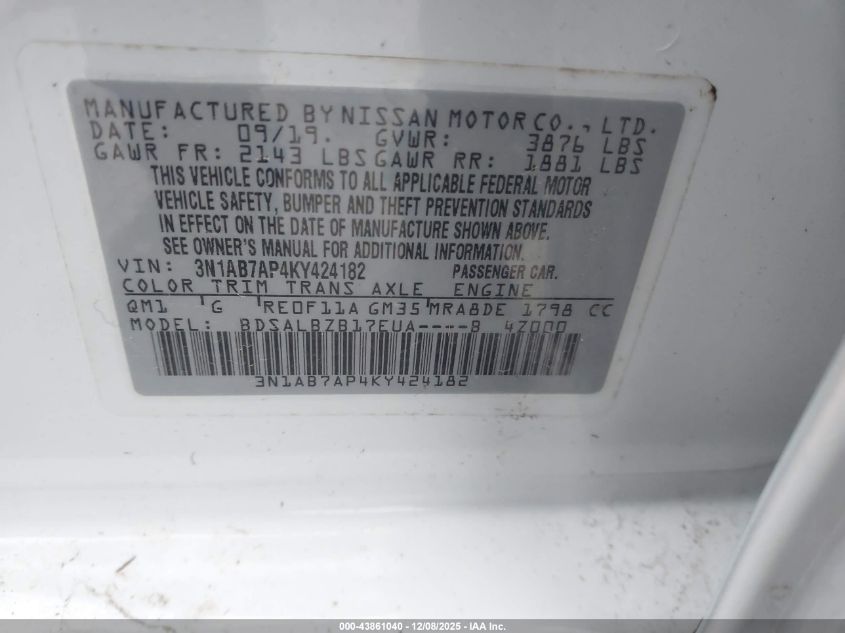 MANUFACTURED BY NISSAN MOTOR CO., LTD.
DATE: 09/19. GVWR: 3876 LBS
GAWR FR: 2143 LBS GAWR RR: 1881 LBS
THIS VEHICLE CONFORMS TO ALL APPLICABLE FEDERAL MOTOR
VEHICLE SAFETY, BUMPER AND THEFT PREVENTION STANDARDS
IN EFFECT ON THE DATE OF MANUFACTURE SHOWN ABOVE.
SEE OWNER'S MANUAL FOR ADDITIONAL INFORMATION.
VIN: 3N1AB7AP4KY424182 PASSENGER CAR.
COLOR TRIM TRANS AXLE ENGINE
QM1 G RE0F11A GM35 MRA8DE 1798 CC
MODEL: BDSALBZB17EUA----B 4Z000
3N1AB7AP4KY424182
000-43861040 - 12/08/2025 - IAA Inc.